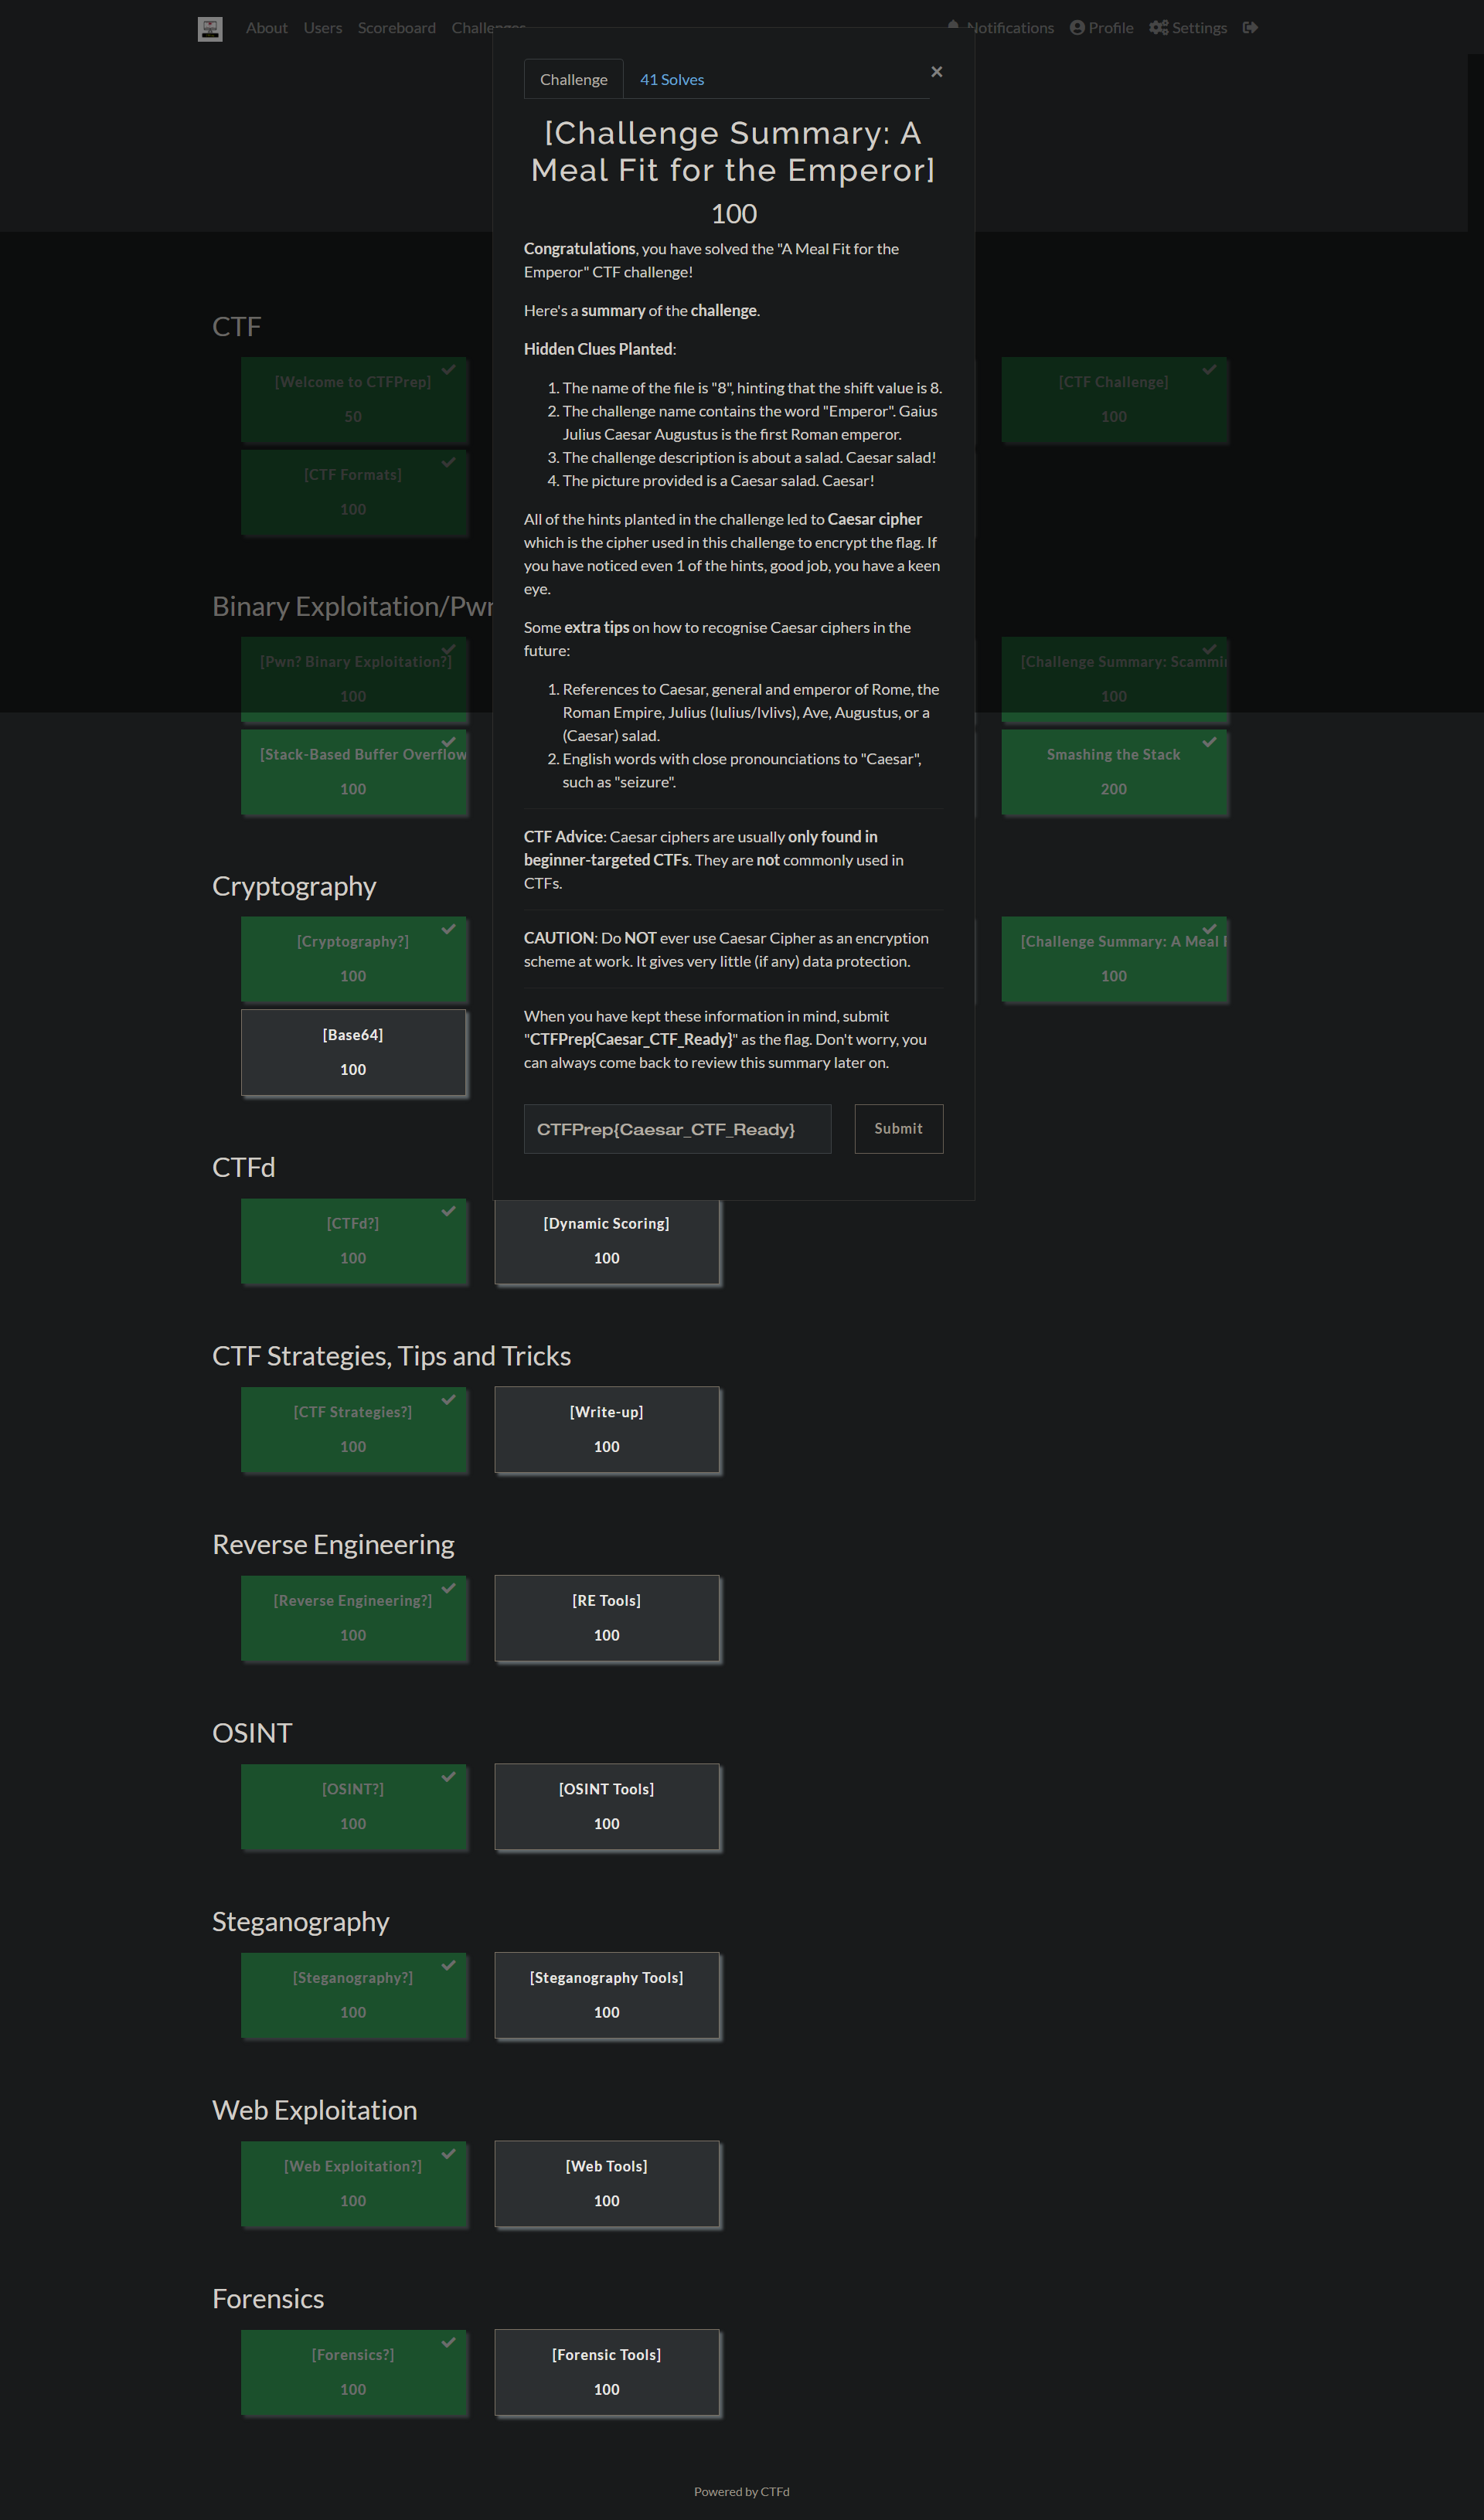 About Users Scoreboard Challenges Notifications Profile Settings
Challenge 41 Solves ×
[Challenge Summary: A
Meal Fit for the Emperor]
100
Congratulations, you have solved the "A Meal Fit for the
Emperor" CTF challenge!
Here's a summary of the challenge.
Hidden Clues Planted:
1. The name of the file is "8", hinting that the shift value is 8.
2. The challenge name contains the word "Emperor". Gaius
Julius Caesar Augustus is the first Roman emperor.
3. The challenge description is about a salad. Caesar salad!
4. The picture provided is a Caesar salad. Caesar!
All of the hints planted in the challenge led to Caesar cipher
which is the cipher used in this challenge to encrypt the flag. If
you have noticed even 1 of the hints, good job, you have a keen
eye.
Some extra tips on how to recognise Caesar ciphers in the
future:
1. References to Caesar, general and emperor of Rome, the
Roman Empire, Julius (Iulius/Ivlivs), Ave, Augustus, or a
(Caesar) salad.
2. English words with close pronounciations to "Caesar",
such as "seizure".
CTF Advice: Caesar ciphers are usually only found in
beginner-targeted CTFs. They are not commonly used in
CTFs.
CAUTION: Do NOT ever use Caesar Cipher as an encryption
scheme at work. It gives very little (if any) data protection.
When you have kept these information in mind, submit
"CTFPrep{Caesar_CTF_Ready}" as the flag. Don't worry, you
can always come back to review this summary later on.
CTFPrep{Caesar_CTF_Ready} Submit
CTF
[Welcome to CTFPrep]
50
[CTF Challenge]
100
[CTF Formats]
100
Binary Exploitation/Pwn
[Pwn? Binary Exploitation?]
100
[Challenge Summary: Scammi
100
[Stack-Based Buffer Overflow
100
Smashing the Stack
200
Cryptography
[Cryptography?]
100
[Challenge Summary: A Meal
100
[Base64]
100
CTFd
[CTFd?]
100
[Dynamic Scoring]
100
CTF Strategies, Tips and Tricks
[CTF Strategies?]
100
[Write-up]
100
Reverse Engineering
[Reverse Engineering?]
100
[RE Tools]
100
OSINT
[OSINT?]
100
[OSINT Tools]
100
Steganography
[Steganography?]
100
[Steganography Tools]
100
Web Exploitation
[Web Exploitation?]
100
[Web Tools]
100
Forensics
[Forensics?]
100
[Forensic Tools]
100
Powered by CTFd